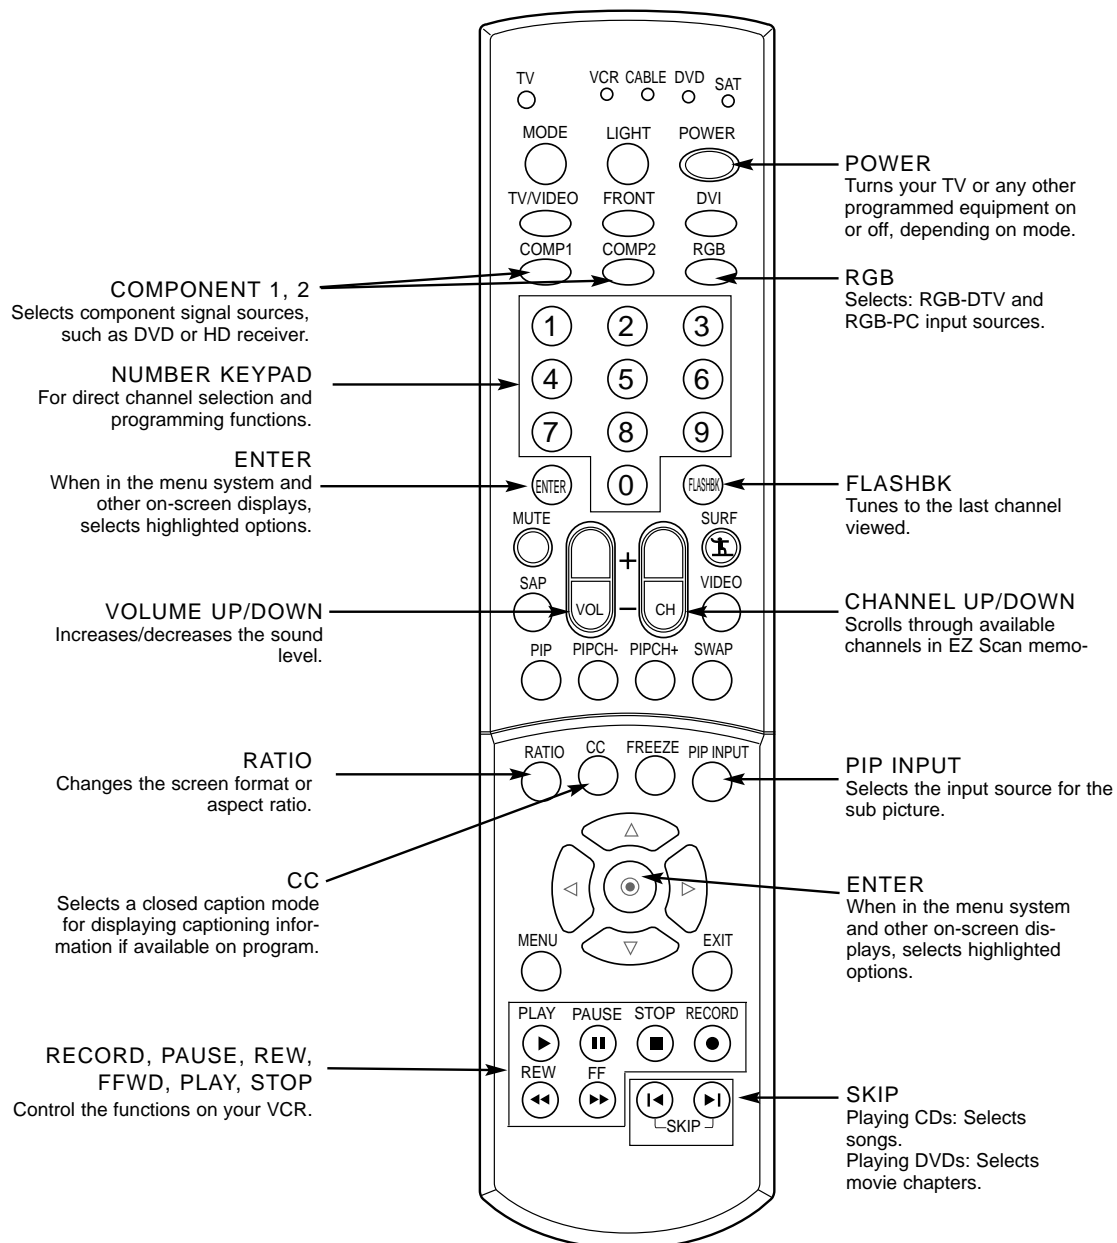 TV
VCR CABLE DVD SAT
MODE LIGHT POWER
TV/VIDEO FRONT DVI
COMP1 COMP2 RGB
1 2 3
4 5 6
7 8 9
ENTER 0 FLASHBK
MUTE SURF
+
SAP VIDEO
VOL – CH
PIP PIPCH- PIPCH+ SWAP
RATIO CC FREEZE PIP INPUT
MENU EXIT
PLAY PAUSE STOP RECORD
REW FF
SKIP
COMPONENT 1, 2
Selects component signal sources,
such as DVD or HD receiver.
NUMBER KEYPAD
For direct channel selection and
programming functions.
ENTER
When in the menu system and
other on-screen displays,
selects highlighted options.
VOLUME UP/DOWN
Increases/decreases the sound
level.
RATIO
Changes the screen format or
aspect ratio.
CC
Selects a closed caption mode
for displaying captioning infor-
mation if available on program.
RECORD, PAUSE, REW,
FFWD, PLAY, STOP
Control the functions on your VCR.
POWER
Turns your TV or any other
programmed equipment on
or off, depending on mode.
RGB
Selects: RGB-DTV and
RGB-PC input sources.
FLASHBK
Tunes to the last channel
viewed.
CHANNEL UP/DOWN
Scrolls through available
channels in EZ Scan memo-
PIP INPUT
Selects the input source for the
sub picture.
ENTER
When in the menu system
and other on-screen dis-
plays, selects highlighted
options.
SKIP
Playing CDs: Selects
songs.
Playing DVDs: Selects
movie chapters.